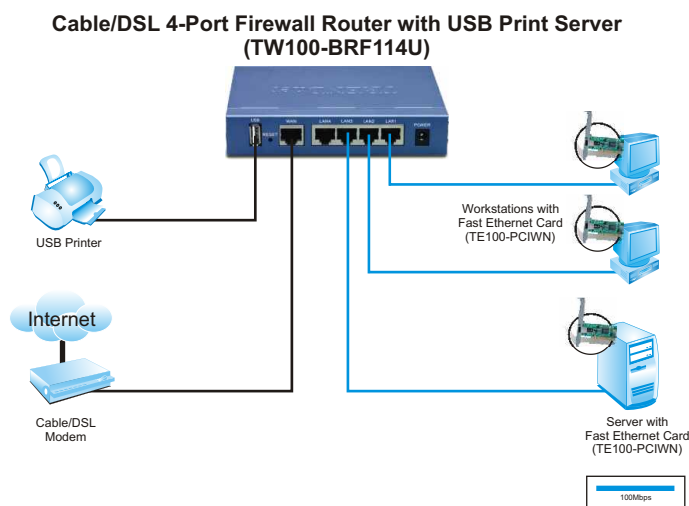 Cable/DSL 4-Port Firewall Router with USB Print Server
(TW100-BRF114U)
TRENDnet
USB
RESET
WAN
LAN4
LAN3
LAN2
LAN1
POWER
USB Printer
Workstations with
Fast Ethernet Card
(TE100-PCIWN)
Internet
Cable/DSL
Modem
Server with
Fast Ethernet Card
(TE100-PCIWN)
100Mbps